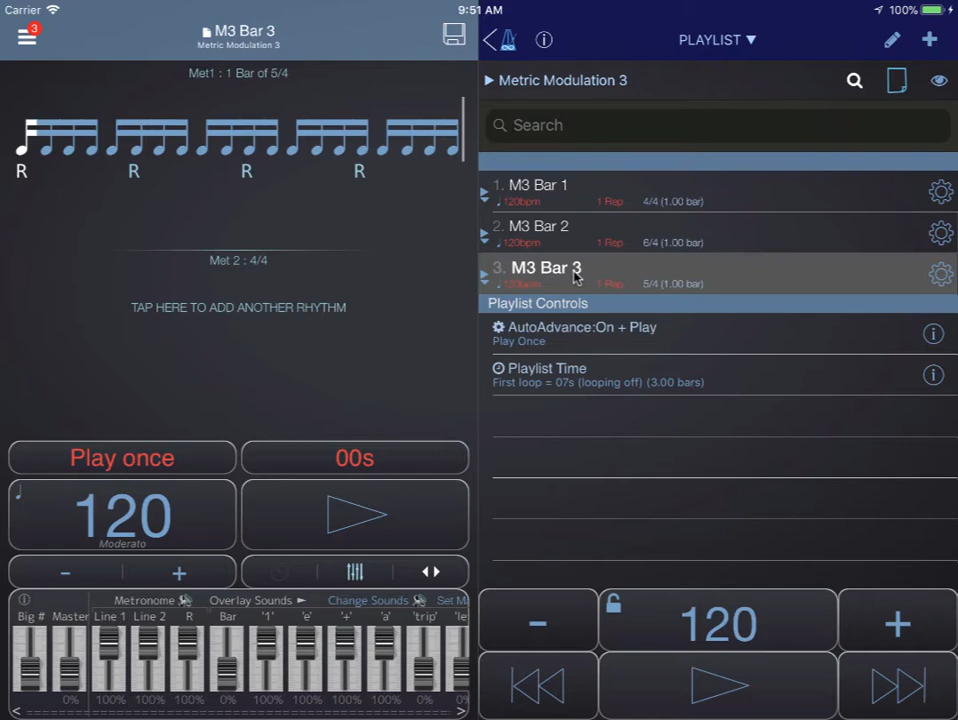 Carrier
9:51 AM
100%
3
M3 Bar 3
Metric Modulation 3
Met1 : 1 Bar of 5/4
R R R R
Met 2 : 4/4
TAP HERE TO ADD ANOTHER RHYTHM
Play once
00s
120
Moderato
- +
Metronome Overlay Sounds Change Sounds Set M
Big # Master Line 1 Line 2 R Bar '1' 'e' '+' 'a' 'trip' 'le
0% 100% 100% 100% 0% 100% 100% 100% 100% 0%
< >
PLAYLIST ▼
+
Metric Modulation 3
Search
1. M3 Bar 1
120bpm 1 Rep 4/4 (1.00 bar)
2. M3 Bar 2
120bpm 1 Rep 6/4 (1.00 bar)
3. M3 Bar 3
120bpm 1 Rep 5/4 (1.00 bar)
Playlist Controls
AutoAdvance:On + Play
Play Once
Playlist Time
First loop = 07s (looping off) (3.00 bars)
- 120 +